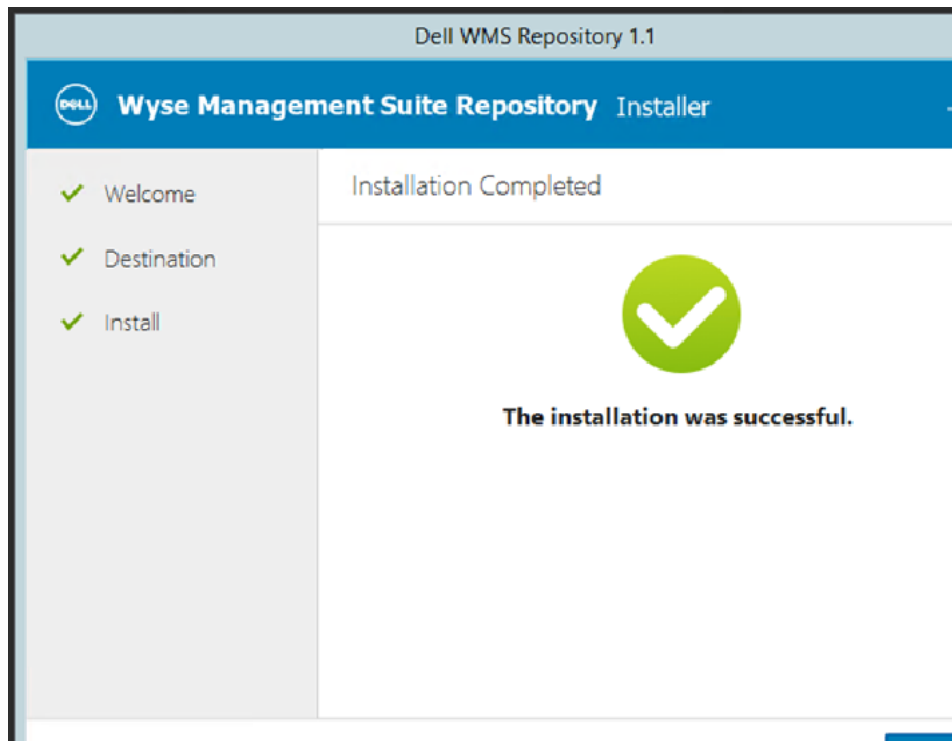 Dell WMS Repository 1.1
DELL Wyse Management Suite Repository Installer
Welcome
Destination
Install
Installation Completed
The installation was successful.